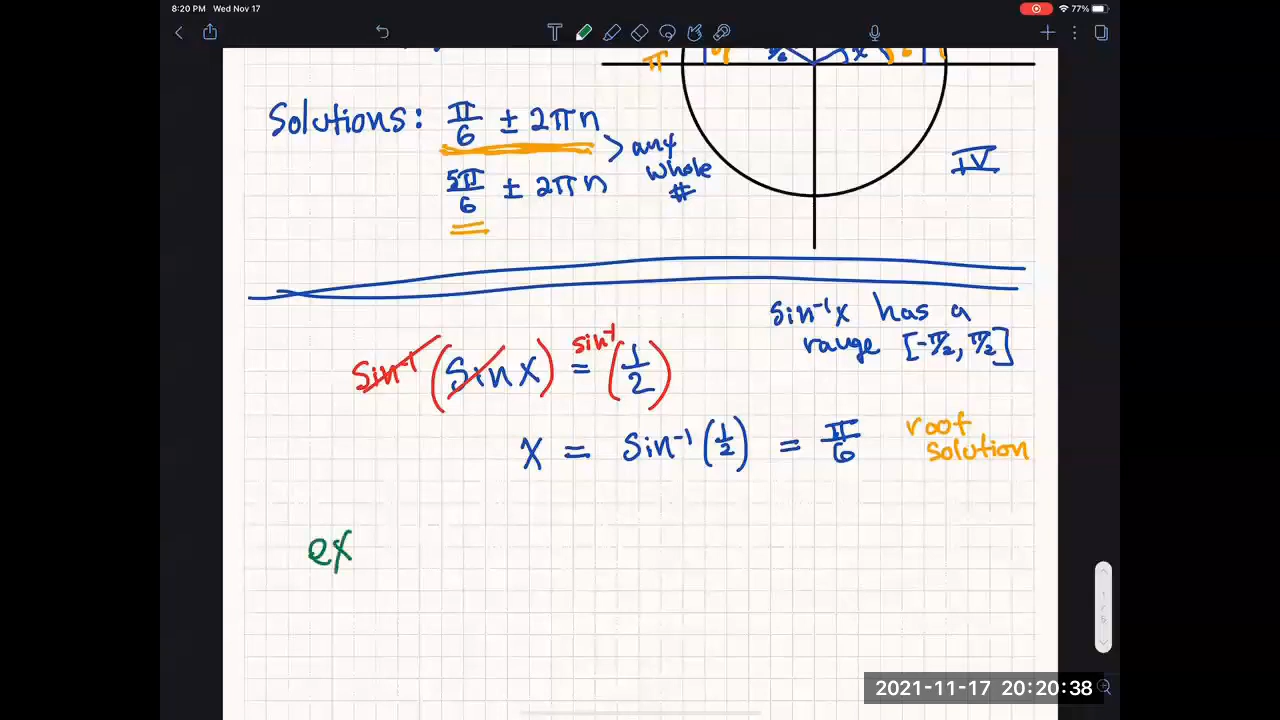 8:20 PM Wed Nov 17
77%
T
π
Solutions: π/6 ± 2πn
> any whole #
5π/6 ± 2πn
IV
sin⁻¹x has a
range [-π/2, π/2]
sin⁻¹(sin x) = sin⁻¹(1/2)
x = sin⁻¹(1/2) = π/6
root
solution
ex
1
/
5
2021-11-17 20:20:38